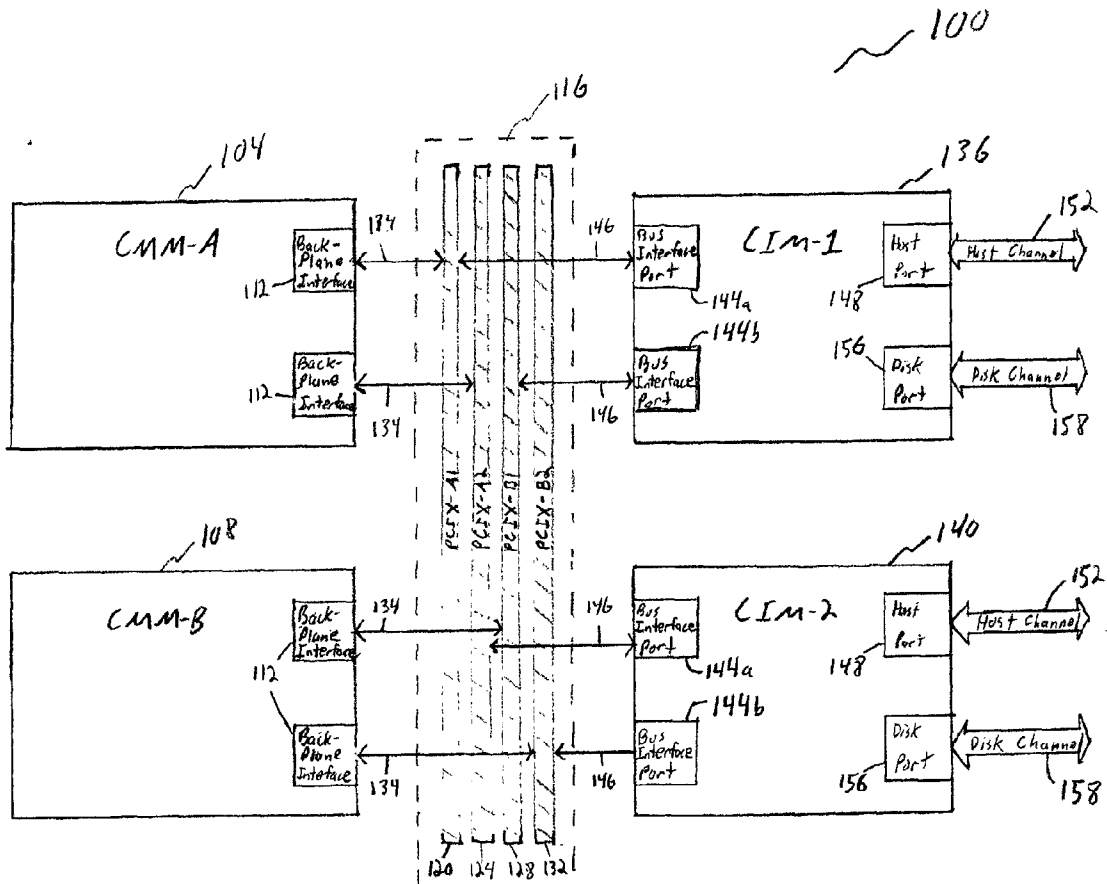 100
116
104
136
CMM-A
Back-
Plane
Interface
112
184
146
Bus
Interface
Port
144a
CIM-1
Host
Port
148
152
Host Channel
Back-
Plane
Interface
112
134
146
144b
Bus
Interface
Port
156
Disk
Port
Disk Channel
158
PCIX-A1
PCIX-A2
PCIX-B1
PCIX-B2
108
140
CMM-B
Back-
Plane
Interface
112
134
146
Bus
Interface
Port
144a
CIM-2
Host
Port
148
152
Host Channel
Back-
Plane
Inteface
134
146
144b
Bus
Interface
Port
156
Disk
Port
Disk Channel
158
120
124
128
132